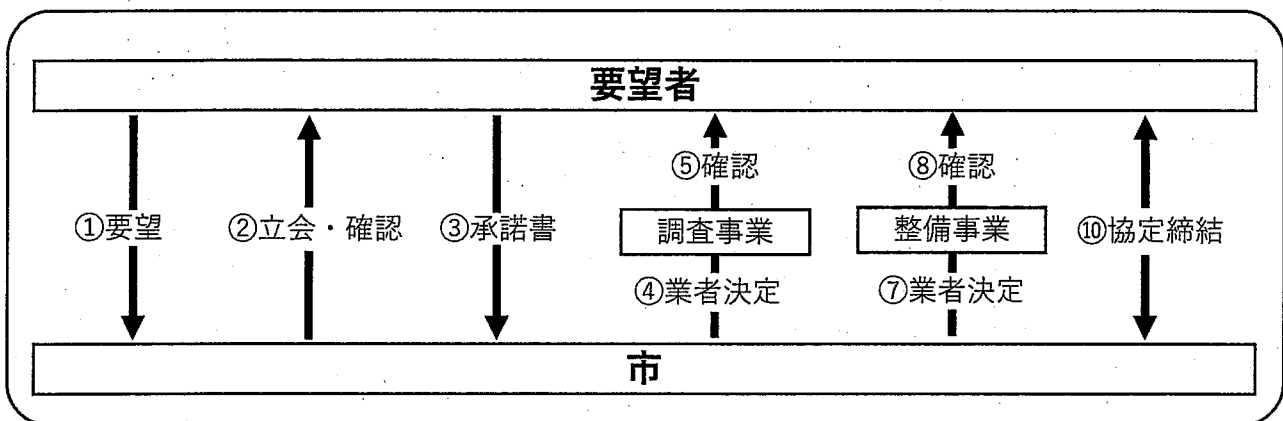 要望者
①要望
②立会・確認
③承諾書
⑤確認
調査事業
④業者決定
⑧確認
整備事業
⑦業者決定
⑩協定締結
市